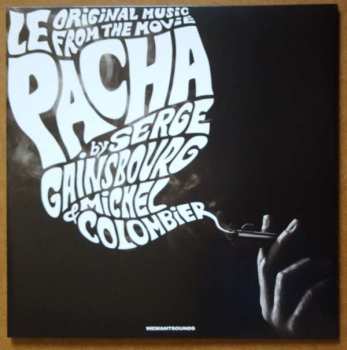 LE ORIGINAL MUSIC
FROM THE MOVIE
PACHA
by SERGE
GAINSBOURG
& MICHEL
COLOMBIER
WEWANTSOUNDS